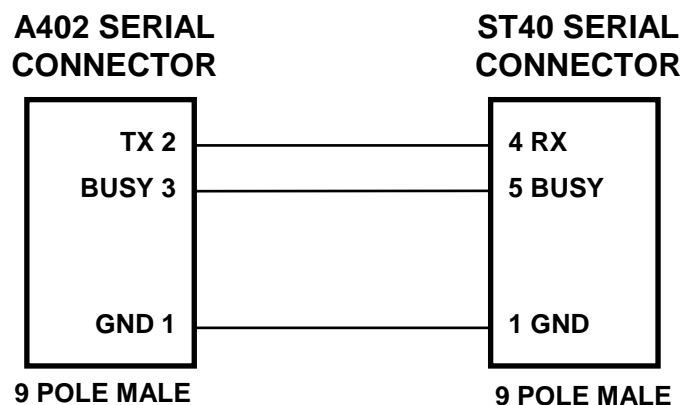 A402 SERIAL
CONNECTOR
ST40 SERIAL
CONNECTOR
TX 2
4 RX
BUSY 3
5 BUSY
GND 1
1 GND
9 POLE MALE
9 POLE MALE